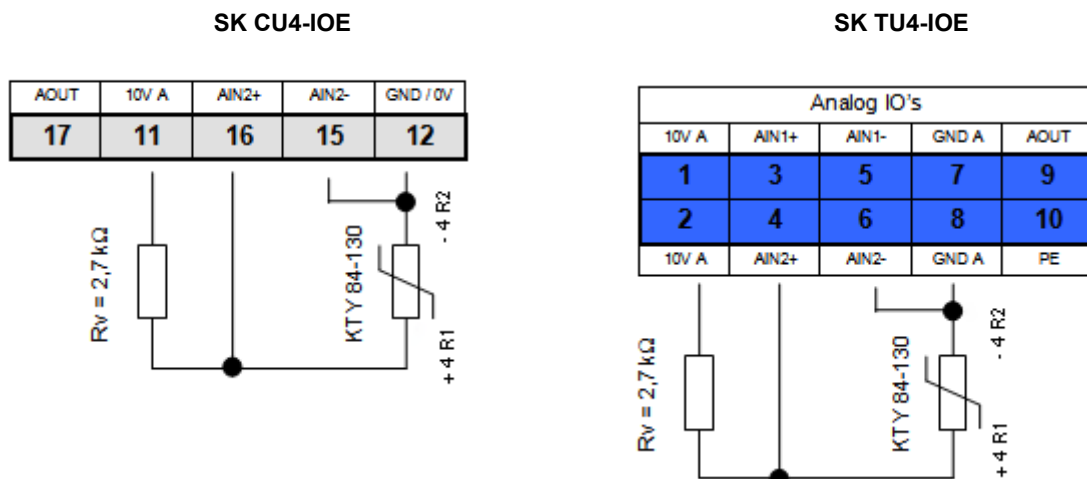 SK CU4-IOE
AOUT 10V A AIN2+ AIN2- GND / 0V
17 11 16 15 12
Rv = 2,7 kΩ
KTY 84-130
- 4 R2
+ 4 R1
SK TU4-IOE
Analog IO's
10V A AIN1+ AIN1- GND A AOUT
1 3 5 7 9
2 4 6 8 10
10V A AIN2+ AIN2- GND A PE
Rv = 2,7 kΩ
KTY 84-130
- 4 R2
+ 4 R1